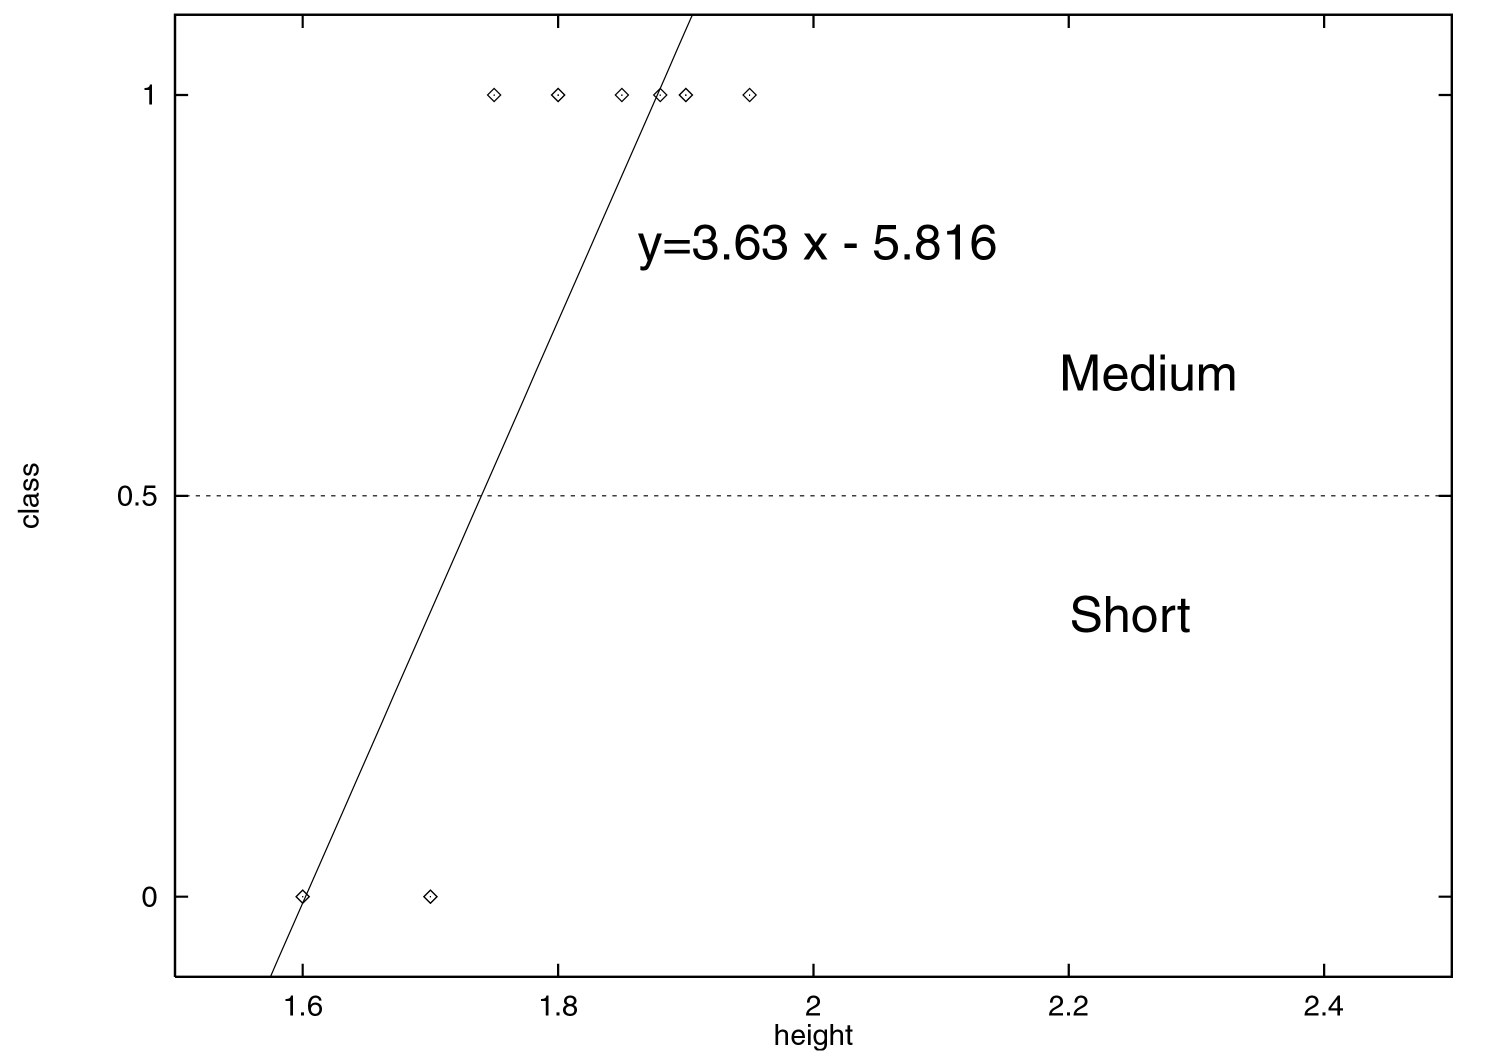 1
y=3.63 x - 5.816
Medium
class
0.5
Short
0
1.6 1.8 2 2.2 2.4
height